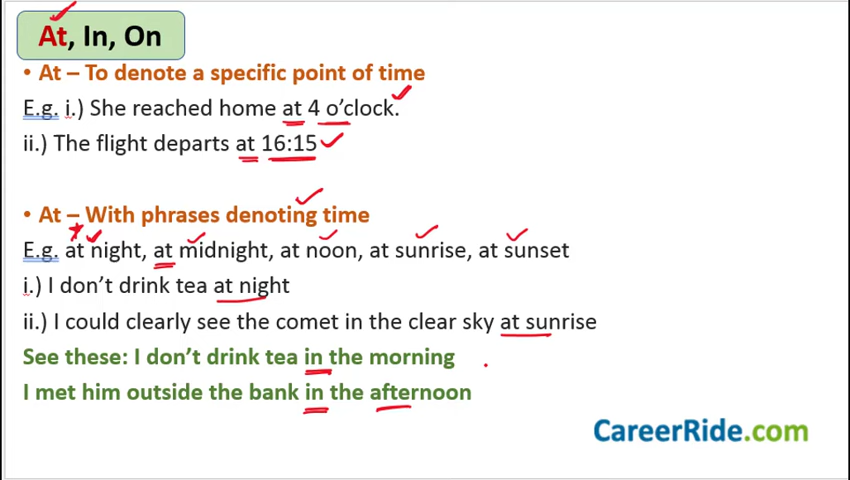 At, In, On
• At – To denote a specific point of time
E.g. i.) She reached home at 4 o’clock.
ii.) The flight departs at 16:15
• At – With phrases denoting time
E.g. at night, at midnight, at noon, at sunrise, at sunset
i.) I don’t drink tea at night
ii.) I could clearly see the comet in the clear sky at sunrise
See these: I don’t drink tea in the morning
I met him outside the bank in the afternoon
CareerRide.com